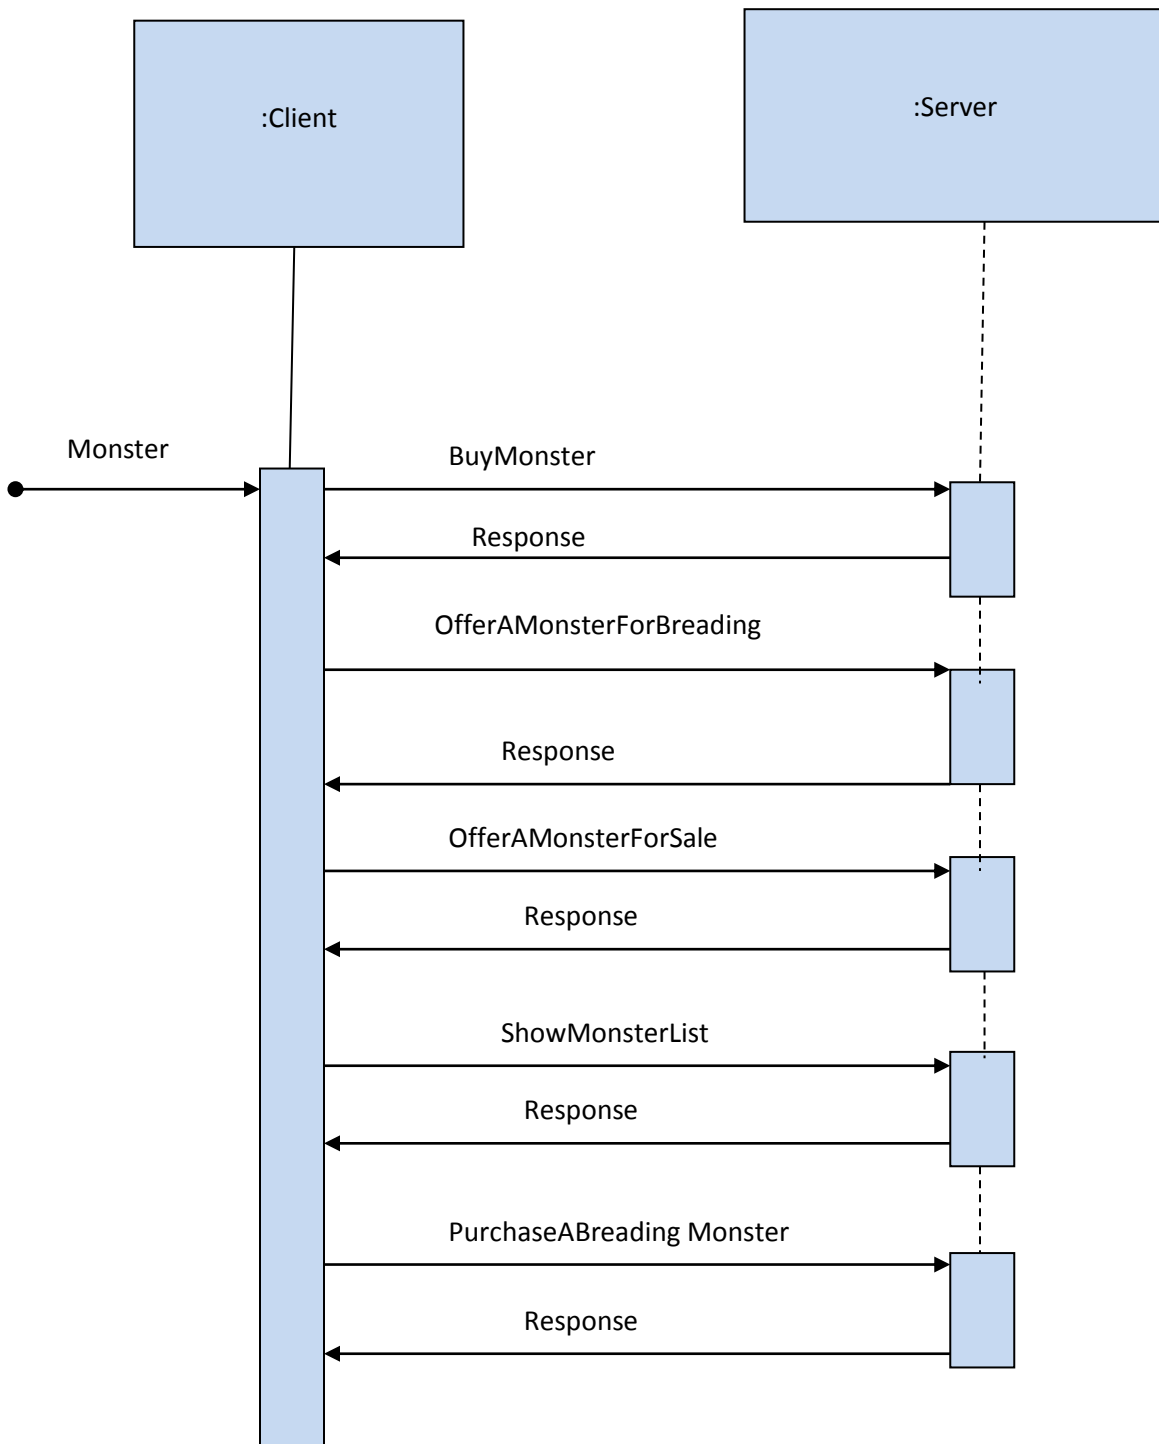 :Client
:Server
Monster
BuyMonster
Response
OfferAMonsterForBreading
Response
OfferAMonsterForSale
Response
ShowMonsterList
Response
PurchaseABreading Monster
Response